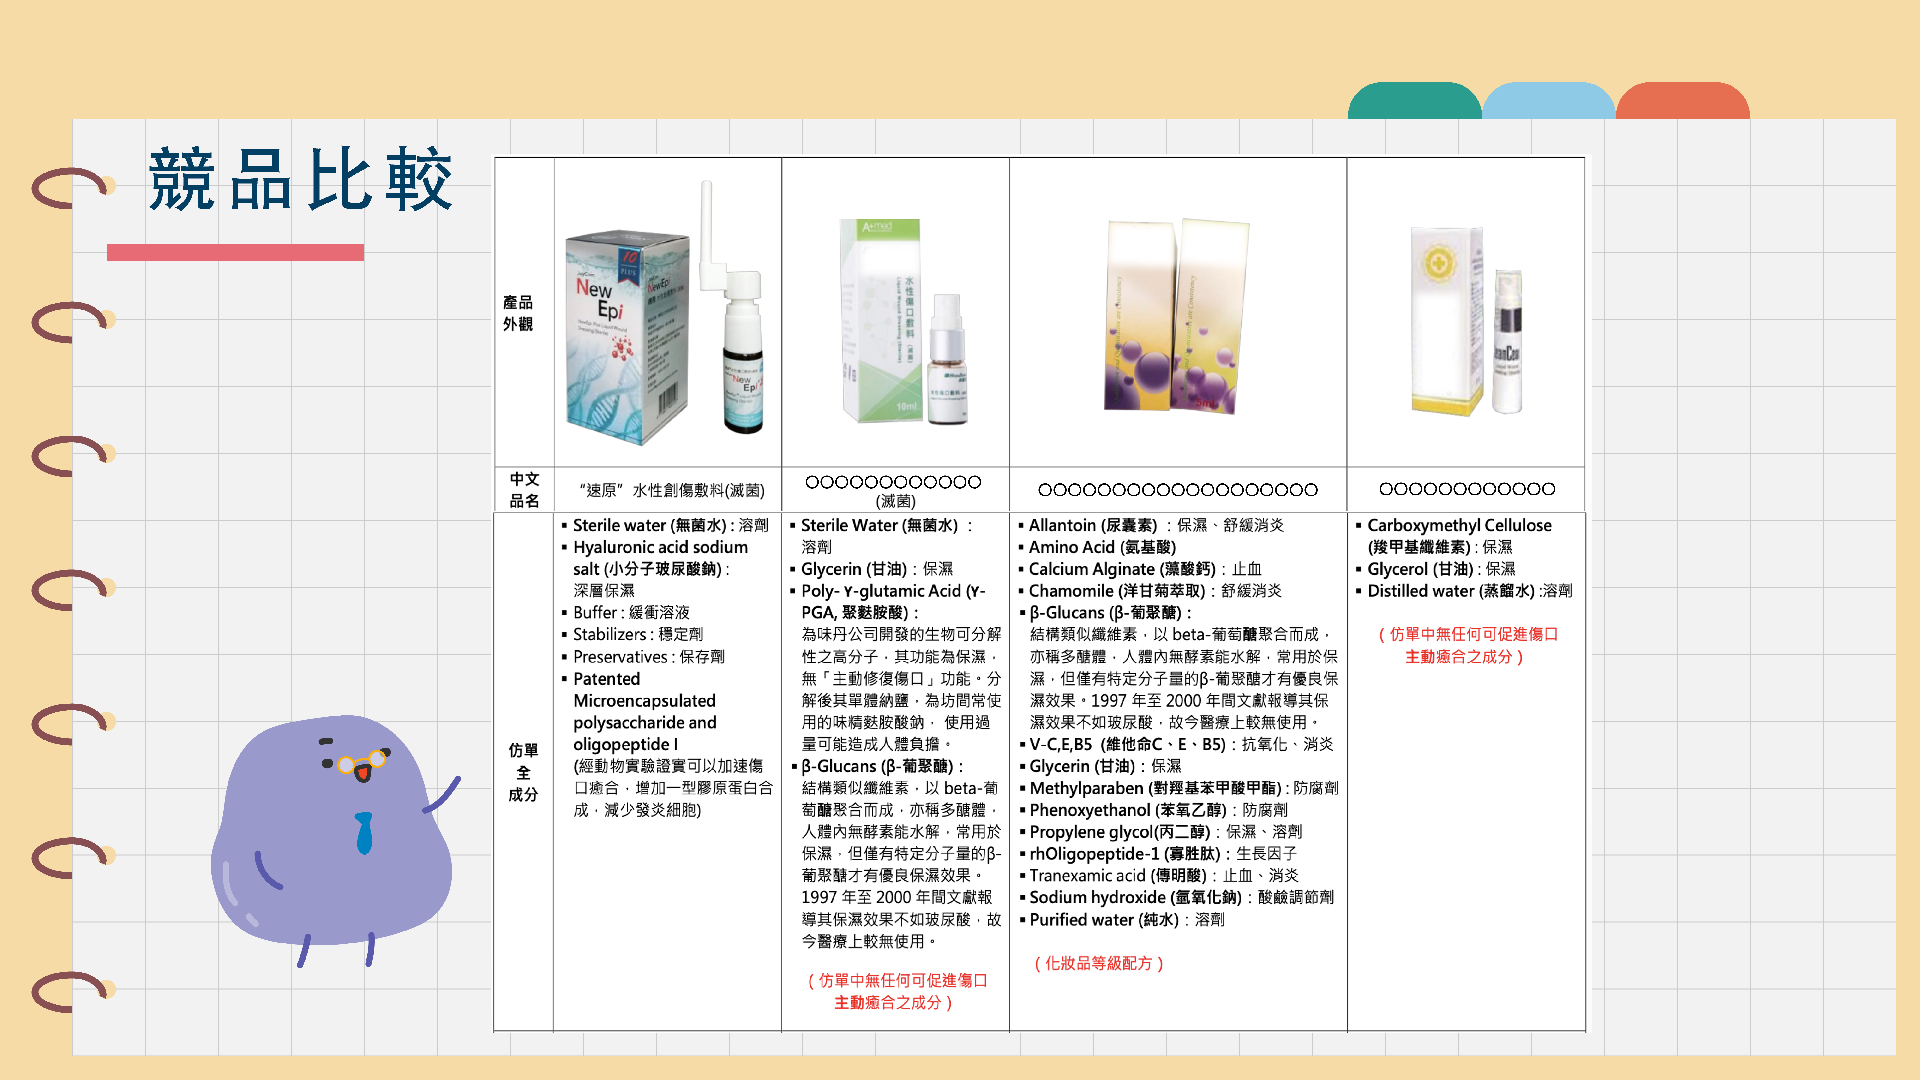 競品比較
產品
外觀
10
PLUS
New
Epi
New
Epi
A+med
水性傷口敷料(滅菌)
10ml
5ml
中文
品名
“速原”水性創傷敷料(滅菌)
○○○○○○○○○○○○
(滅菌)
○○○○○○○○○○○○○○○○○○○
○○○○○○○○○○○○
仿單
全
成分
▪ Sterile water (無菌水) : 溶劑
▪ Hyaluronic acid sodium
salt (小分子玻尿酸鈉) :
深層保濕
▪ Buffer : 緩衝溶液
▪ Stabilizers : 穩定劑
▪ Preservatives : 保存劑
▪ Patented
Microencapsulated
polysaccharide and
oligopeptide I
(經動物實驗證實可以加速傷
口癒合，增加一型膠原蛋白合
成，減少發炎細胞)
▪ Sterile Water (無菌水) ：
溶劑
▪ Glycerin (甘油)：保濕
▪ Poly- ʏ-glutamic Acid (ʏ-
PGA, 聚麩胺酸)：
為味丹公司開發的生物可分解
性之高分子，其功能為保濕，
無「主動修復傷口」功能。分
解後其單體納鹽，為坊間常使
用的味精麩胺酸鈉， 使用過
量可能造成人體負擔。
▪ β-Glucans (β-葡聚醣)：
結構類似纖維素，以 beta-葡
萄醣聚合而成，亦稱多醣體，
人體內無酵素能水解，常用於
保濕，但僅有特定分子量的β-
葡聚醣才有優良保濕效果。
1997 年至 2000 年間文獻報
導其保濕效果不如玻尿酸，故
今醫療上較無使用。
(仿單中無任何可促進傷口
主動癒合之成分)
▪ Allantoin (尿囊素) ：保濕、舒緩消炎
▪ Amino Acid (氨基酸)
▪ Calcium Alginate (藻酸鈣)：止血
▪ Chamomile (洋甘菊萃取)：舒緩消炎
▪ β-Glucans (β-葡聚醣)：
結構類似纖維素，以 beta-葡萄醣聚合而成，
亦稱多醣體，人體內無酵素能水解，常用於保
濕，但僅有特定分子量的β-葡聚醣才有優良保
濕效果。1997 年至 2000 年間文獻報導其保
濕效果不如玻尿酸，故今醫療上較無使用。
▪ V-C,E,B5 (維他命C、E、B5)：抗氧化、消炎
▪ Glycerin (甘油)：保濕
▪ Methylparaben (對羥基苯甲酸甲酯) : 防腐劑
▪ Phenoxyethanol (苯氧乙醇)：防腐劑
▪ Propylene glycol(丙二醇)：保濕、溶劑
▪ rhOligopeptide-1 (寡胜肽)：生長因子
▪ Tranexamic acid (傳明酸)：止血、消炎
▪ Sodium hydroxide (氫氧化鈉)：酸鹼調節劑
▪ Purified water (純水)：溶劑
(化妝品等級配方)
▪ Carboxymethyl Cellulose
(羧甲基纖維素) : 保濕
▪ Glycerol (甘油) : 保濕
▪ Distilled water (蒸餾水) :溶劑
(仿單中無任何可促進傷口
主動癒合之成分)